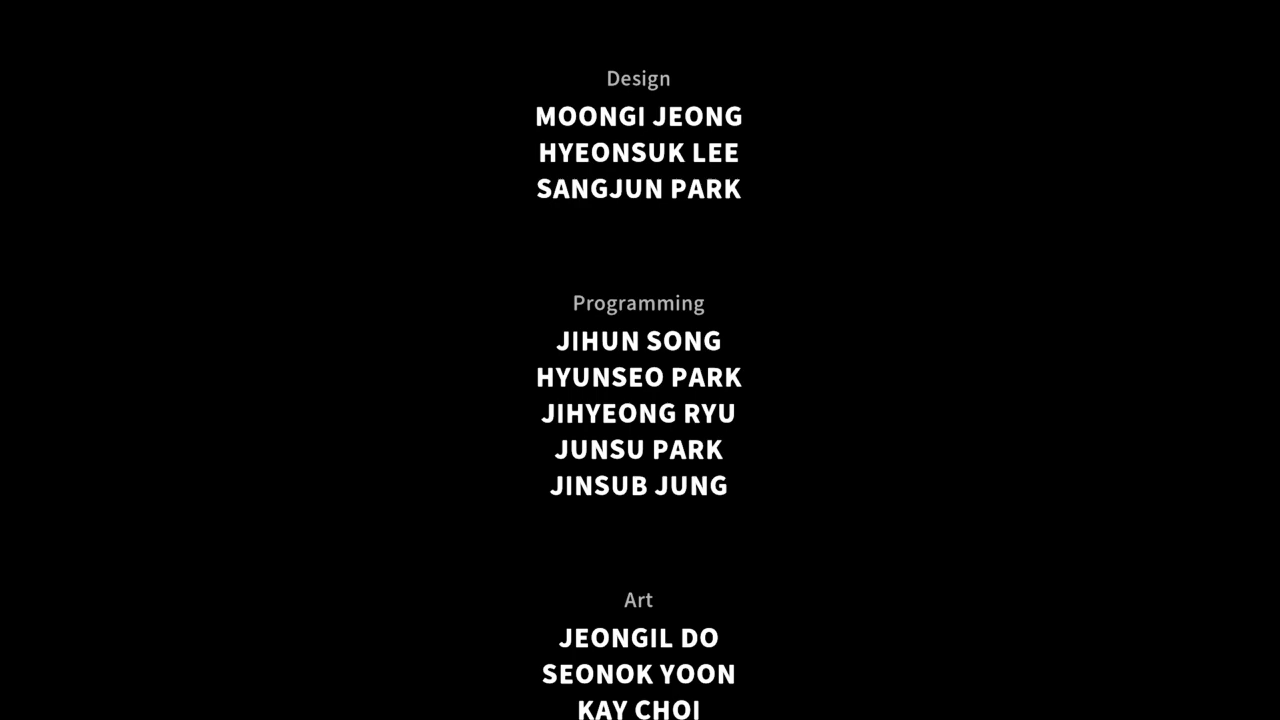 Design
MOONGI JEONG
HYEONSUK LEE
SANGJUN PARK
Programming
JIHUN SONG
HYUNSEO PARK
JIHYEONG RYU
JUNSU PARK
JINSUB JUNG
Art
JEONGIL DO
SEONOK YOON
KAY CHOI